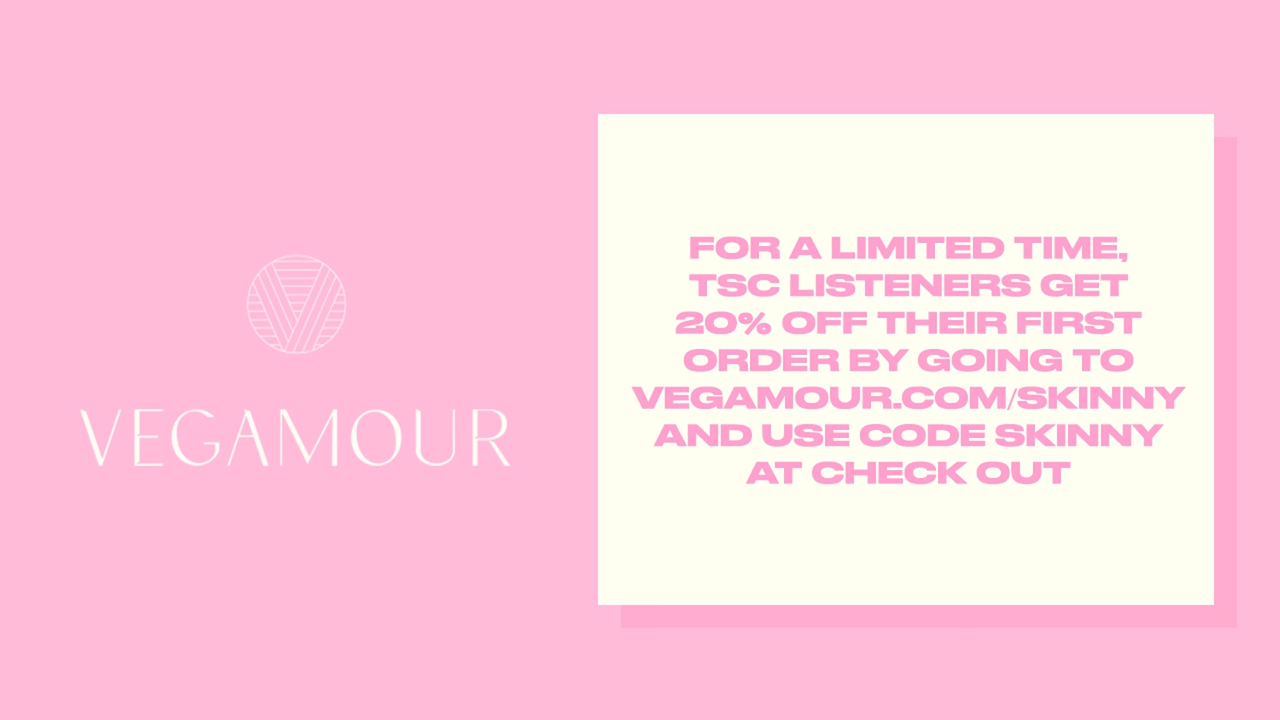 VEGAMOUR
FOR A LIMITED TIME,
TSC LISTENERS GET
20% OFF THEIR FIRST
ORDER BY GOING TO
VEGAMOUR.COM/SKINNY
AND USE CODE SKINNY
AT CHECK OUT